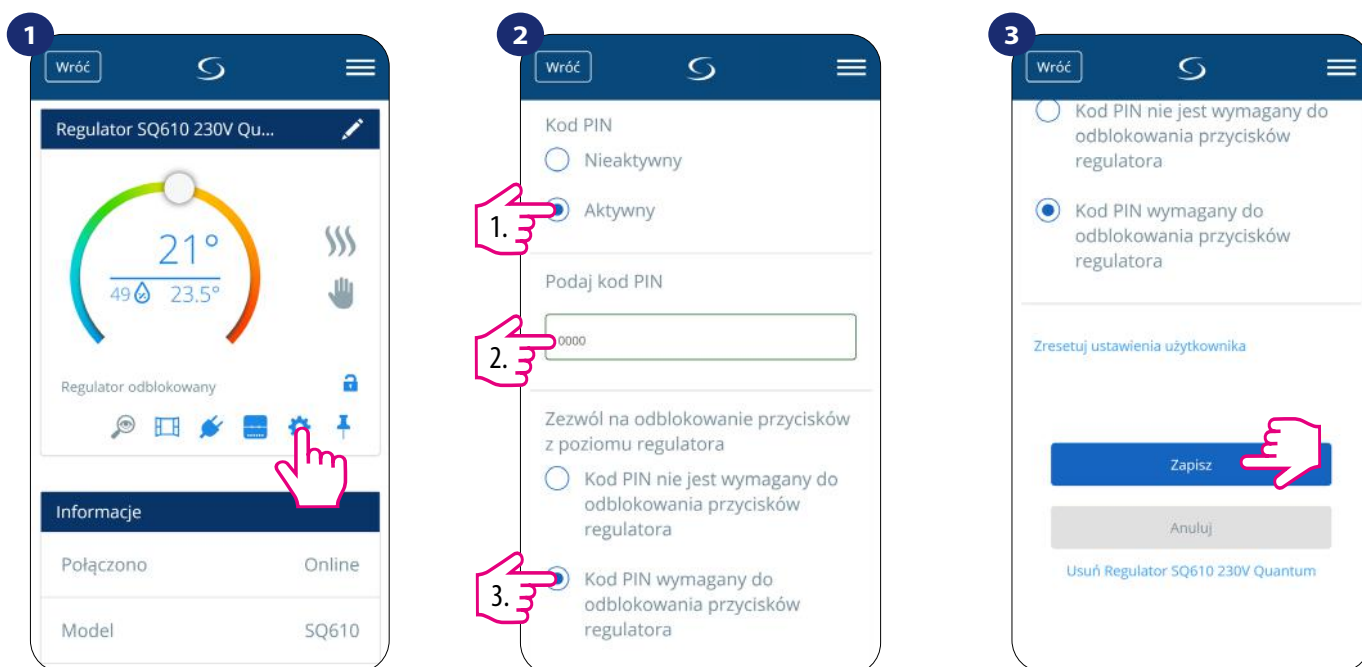 1
Wróć
Regulator SQ610 230V Qu...
21°
49 23.5°
Regulator odblokowany
Informacje
Połączono Online
Model SQ610
2
Wróć
Kod PIN
Nieaktywny
1. Aktywny
Podaj kod PIN
2. 0000
Zezwól na odblokowanie przycisków
z poziomu regulatora
Kod PIN nie jest wymagany do
odblokowania przycisków
regulatora
3. Kod PIN wymagany do
odblokowania przycisków
regulatora
3
Wróć
Kod PIN nie jest wymagany do
odblokowania przycisków
regulatora
Kod PIN wymagany do
odblokowania przycisków
regulatora
Zresetuj ustawienia użytkownika
Zapisz
Anuluj
Usuń Regulator SQ610 230V Quantum